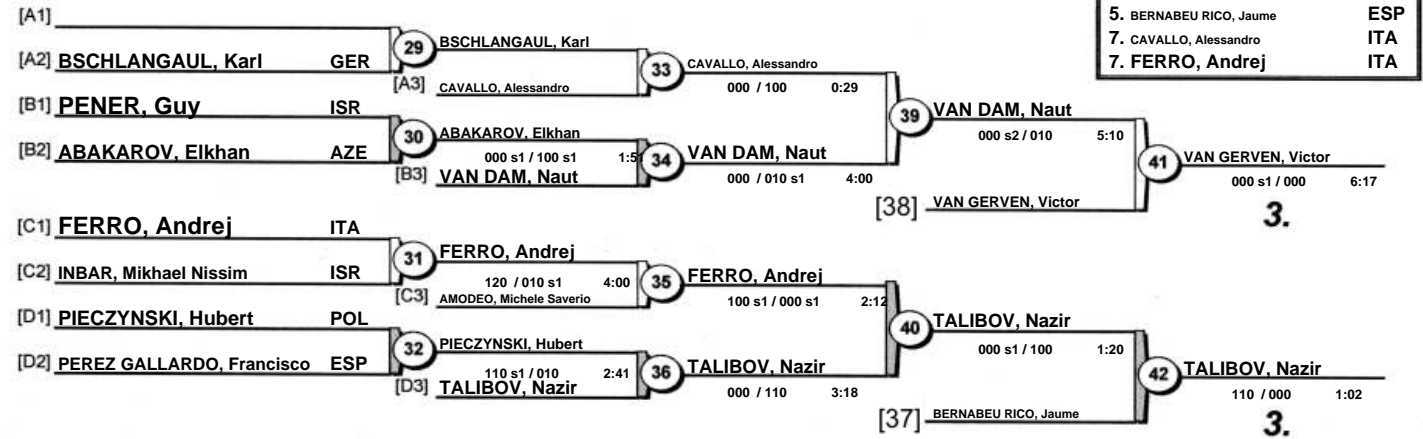 [A1]
5. BERNABEU RICO, Jaume ESP
7. CAVALLO, Alessandro ITA
7. FERRO, Andrej ITA
29
BSCHLANGAUL, Karl
[A2] BSCHLANGAUL, Karl GER
[A3] CAVALLO, Alessandro
33
CAVALLO, Alessandro
000 / 100 0:29
[B1] PENER, Guy ISR
30
ABAKAROV, Elkhan
000 s1 / 100 s1 1:51
[B2] ABAKAROV, Elkhan AZE
[B3] VAN DAM, Naut
34
VAN DAM, Naut
000 / 010 s1 4:00
39
VAN DAM, Naut
000 s2 / 010 5:10
[38] VAN GERVEN, Victor
41
VAN GERVEN, Victor
000 s1 / 000 6:17
3.
[C1] FERRO, Andrej ITA
31
FERRO, Andrej
120 / 010 s1 4:00
[C2] INBAR, Mikhael Nissim ISR
[C3] AMODEO, Michele Saverio
35
FERRO, Andrej
100 s1 / 000 s1 2:12
[D1] PIECZYNSKI, Hubert POL
32
PIECZYNSKI, Hubert
110 s1 / 010 2:41
[D2] PEREZ GALLARDO, Francisco ESP
[D3] TALIBOV, Nazir
36
TALIBOV, Nazir
000 / 110 3:18
40
TALIBOV, Nazir
000 s1 / 100 1:20
[37] BERNABEU RICO, Jaume
42
TALIBOV, Nazir
110 / 000 1:02
3.